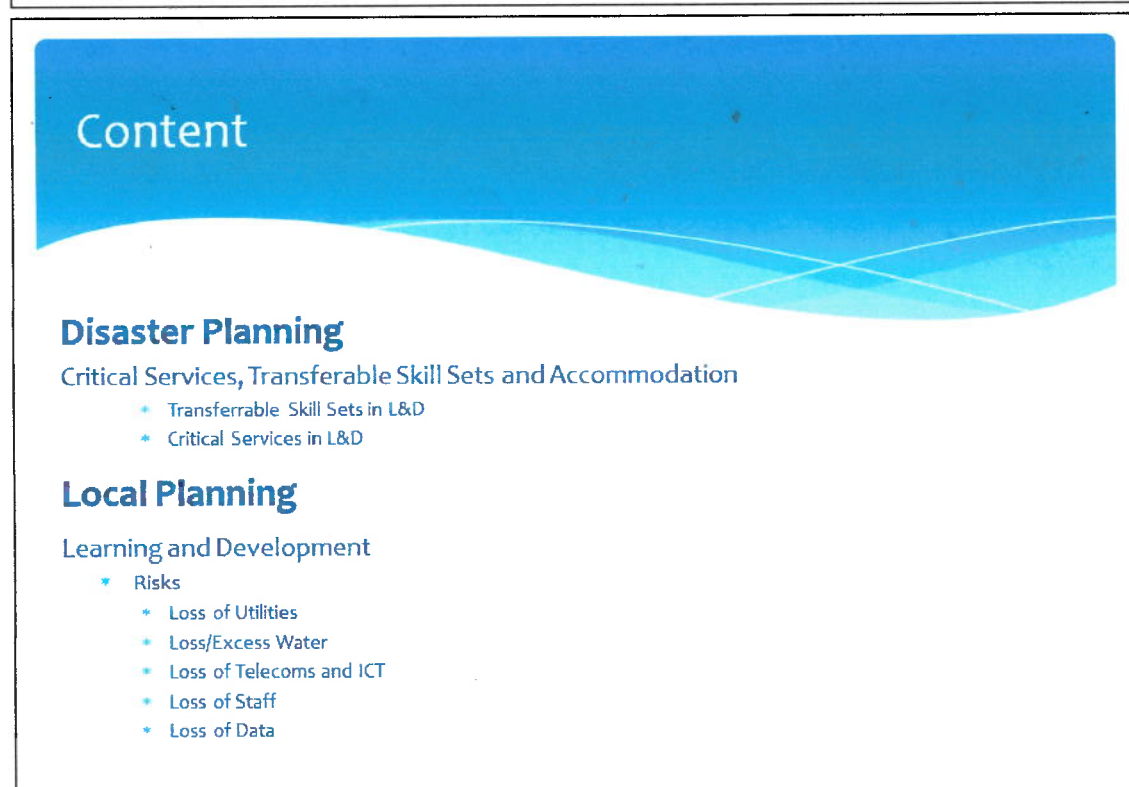 Content
Disaster Planning
Critical Services, Transferable Skill Sets and Accommodation
* Transferrable Skill Sets in L&D
* Critical Services in L&D
Local Planning
Learning and Development
* Risks
* Loss of Utilities
* Loss/Excess Water
* Loss of Telecoms and ICT
* Loss of Staff
* Loss of Data